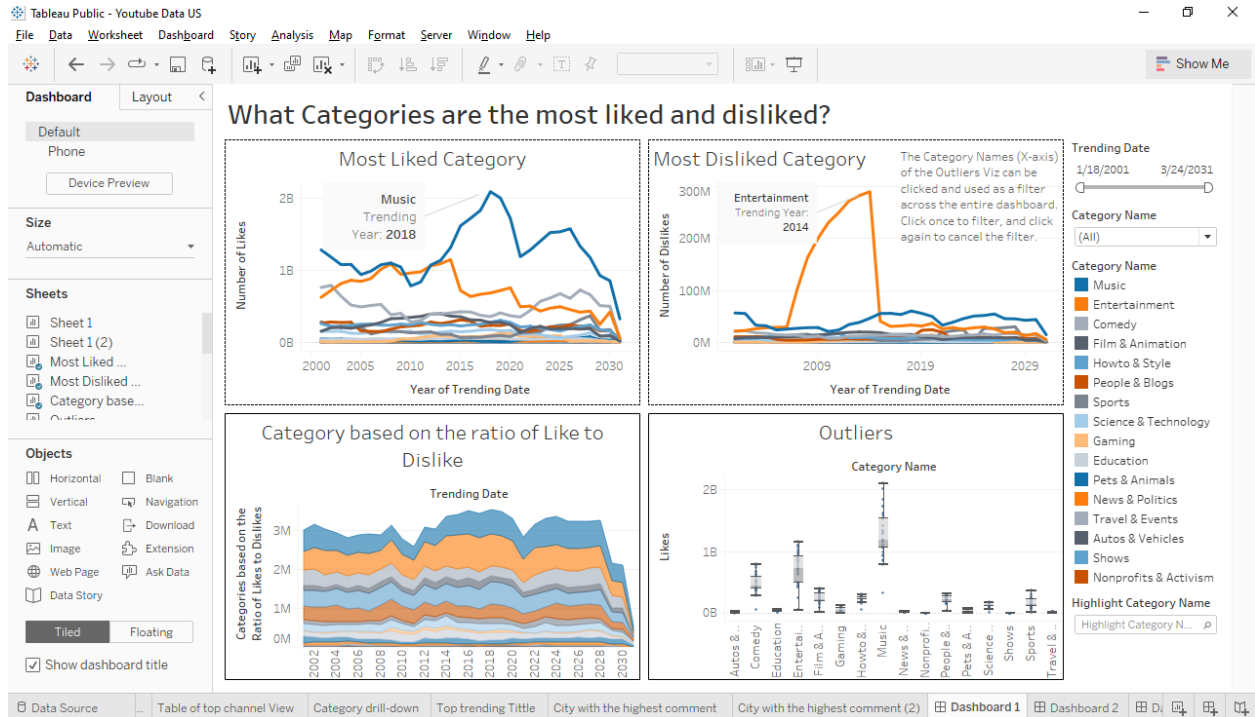 Tableau Public - Youtube Data US
File Data Worksheet Dashboard Story Analysis Map Format Server Window Help
Show Me
Dashboard Layout
Default
Phone
Device Preview
Size
Automatic
Sheets
Sheet 1
Sheet 1 (2)
Most Liked ...
Most Disliked ...
Category base...
Outliers
Objects
Horizontal Blank
Vertical Navigation
Text Download
Image Extension
Web Page Ask Data
Data Story
Tiled Floating
Show dashboard title
What Categories are the most liked and disliked?
Most Liked Category
Music
Trending
Year: 2018
Number of Likes
2B
1B
0B
2000 2005 2010 2015 2020 2025 2030
Year of Trending Date
Most Disliked Category
The Category Names (X-axis)
of the Outliers Viz can be
clicked and used as a filter
across the entire dashboard.
Click once to filter, and click
again to cancel the filter.
Entertainment
Trending Year:
2014
Number of Dislikes
300M
200M
100M
0M
2009 2019 2029
Year of Trending Date
Category based on the ratio of Like to
Dislike
Trending Date
Categories based on the
Ratio of Likes to Dislikes
3M
2M
1M
0M
2002 2004 2006 2008 2010 2012 2014 2016 2018 2020 2022 2024 2026 2028 2030
Outliers
Category Name
Likes
2B
1B
0B
Autos & ..
Comedy
Education
Entertai..
Film & A..
Gaming
Howto &..
Music
News & ..
Nonprofi..
People &..
Pets & A..
Science ..
Shows
Sports
Travel & ..
Trending Date
1/18/2001 3/24/2031
Category Name
(All)
Category Name
Music
Entertainment
Comedy
Film & Animation
Howto & Style
People & Blogs
Sports
Science & Technology
Gaming
Education
Pets & Animals
News & Politics
Travel & Events
Autos & Vehicles
Shows
Nonprofits & Activism
Highlight Category Name
Highlight Category N...
Data Source ... Table of top channel View Category drill-down Top trending Tittle City with the highest comment City with the highest comment (2) Dashboard 1 Dashboard 2